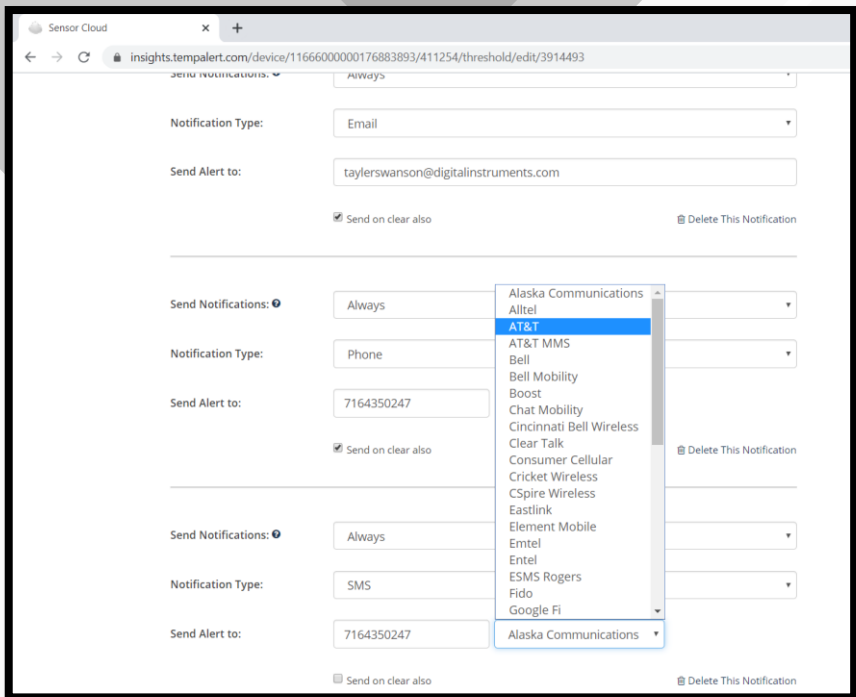 Sensor Cloud
insights.tempalert.com/device/11666000000176883893/411254/threshold/edit/3914493
Send Notifications: Always
Notification Type: Email
Send Alert to: taylerswanson@digitalinstruments.com
Send on clear also Delete This Notification
Send Notifications: Always
Notification Type: Phone
Send Alert to: 7164350247
Send on clear also Delete This Notification
Alaska Communications
Alltel
AT&T
AT&T MMS
Bell
Bell Mobility
Boost
Chat Mobility
Cincinnati Bell Wireless
Clear Talk
Consumer Cellular
Cricket Wireless
CSpire Wireless
Eastlink
Element Mobile
Emtel
Entel
ESMS Rogers
Fido
Google Fi
Send Notifications: Always
Notification Type: SMS
Send Alert to: 7164350247 Alaska Communications
Send on clear also Delete This Notification